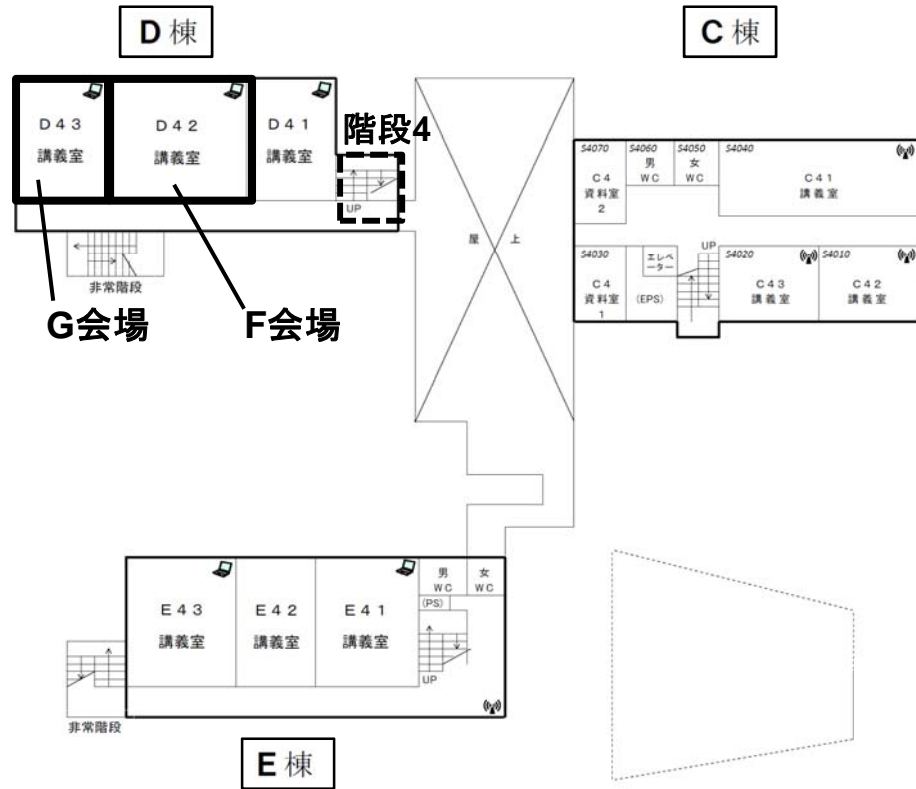 D棟
C棟
D43
講義室
D42
講義室
D41
講義室
階段4
UP
非常階段
G会場
F会場
屋上
S4070
C4
資料室
2
S4060
男
WC
S4050
女
WC
S4040
C41
講義室
S4030
C4
資料室
1
エレベーター
(EPS)
UP
S4020
C43
講義室
S4010
C42
講義室
E43
講義室
E42
講義室
E41
講義室
男
WC
女
WC
(PS)
UP
非常階段
E棟